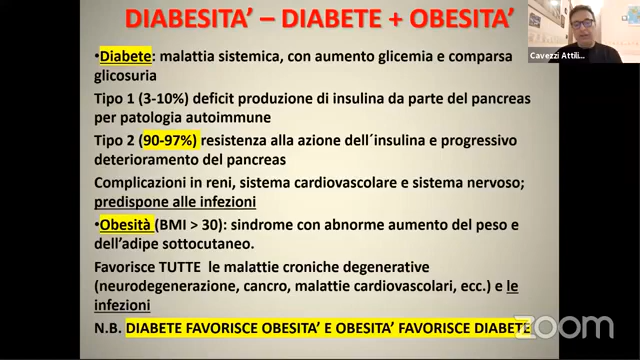 DIABESITA' – DIABETE + OBESITA'
Cavezzi Attili...
•Diabete: malattia sistemica, con aumento glicemia e comparsa
glicosuria
Tipo 1 (3-10%) deficit produzione di insulina da parte del pancreas
per patologia autoimmune
Tipo 2 (90-97%) resistenza alla azione dell´insulina e progressivo
deterioramento del pancreas
Complicazioni in reni, sistema cardiovascolare e sistema nervoso;
predispone alle infezioni
•Obesità (BMI > 30): sindrome con abnorme aumento del peso e
dell'adipe sottocutaneo.
Favorisce TUTTE le malattie croniche degenerative
(neurodegenerazione, cancro, malattie cardiovascolari, ecc.) e le
infezioni
N.B. DIABETE FAVORISCE OBESITA' E OBESITA' FAVORISCE DIABETE
zoom